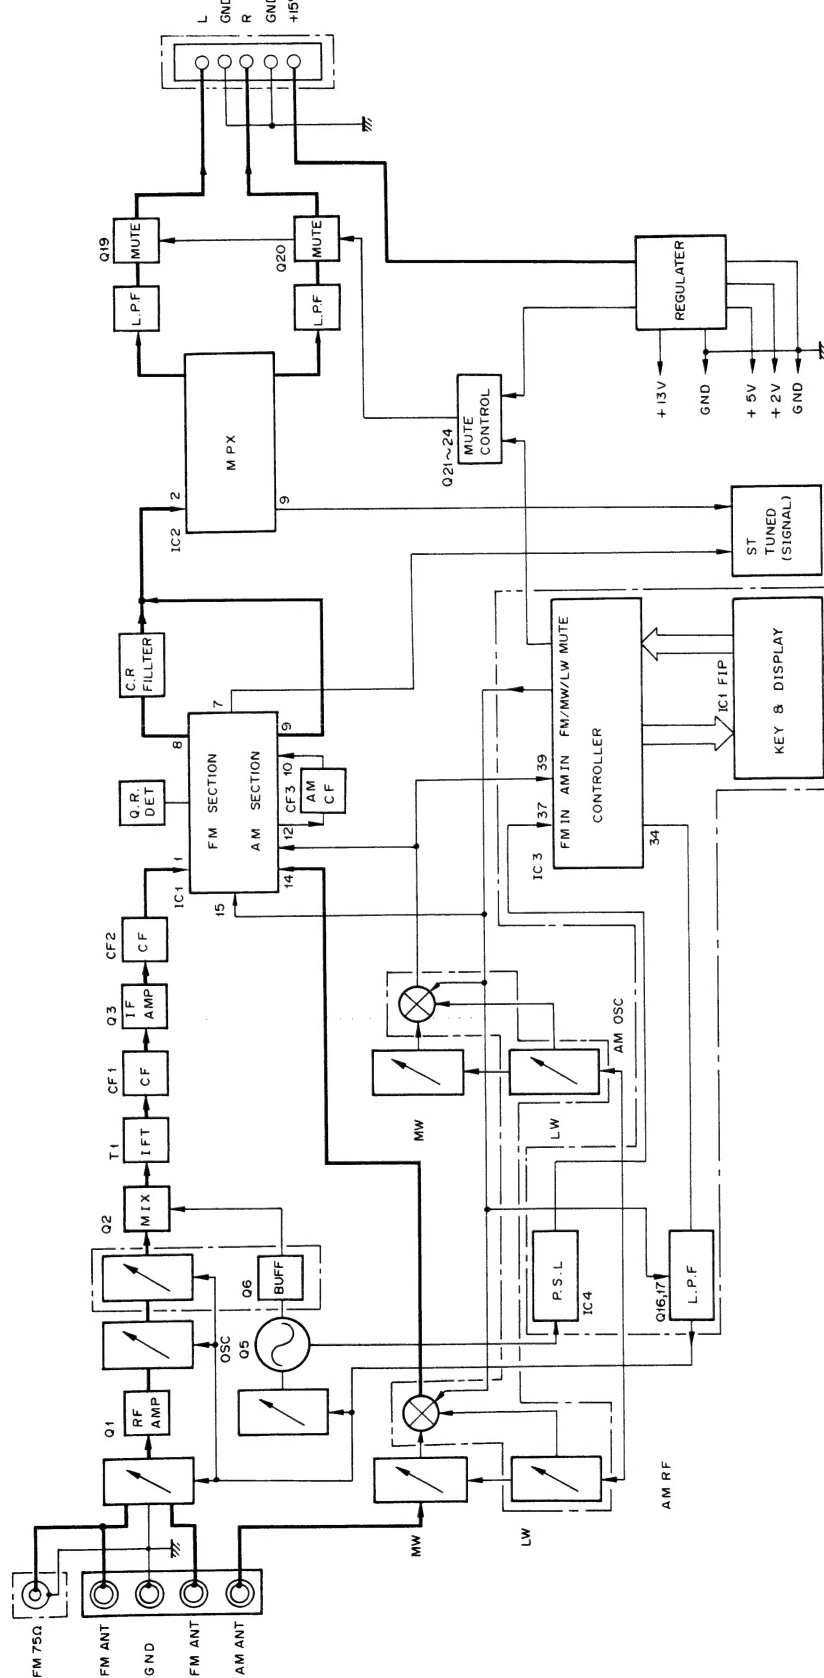 FM 75Ω
FM ANT
GND
FM ANT
AM ANT
Q1
RF
AMP
OSC
Q5
Q6
BUFF
Q2
MIX
T1
IFT
CF1
CF
Q3
IF
AMP
CF2
CF
IC1
1
8
7
9
10
12
14
15
FM SECTION
AM SECTION
Q.R.
DET
CF3
AM
CF
C.R
FILLTER
IC2
2
9
MPX
L.P.F
L.P.F
Q19
MUTE
Q20
MUTE
L
GND
R
MW
LW
AM RF
MW
LW
AM OSC
P.S.L
IC4
Q16,17
L.P.F
IC3
37
39
34
FM IN AM IN FM/MW/LW MUTE
CONTROLLER
IC1 FIP
KEY & DISPLAY
ST
TUNED
(SIGNAL)
Q21~24
MUTE
CONTROL
REGULATER
+13V
GND
+5V
+2V
GND